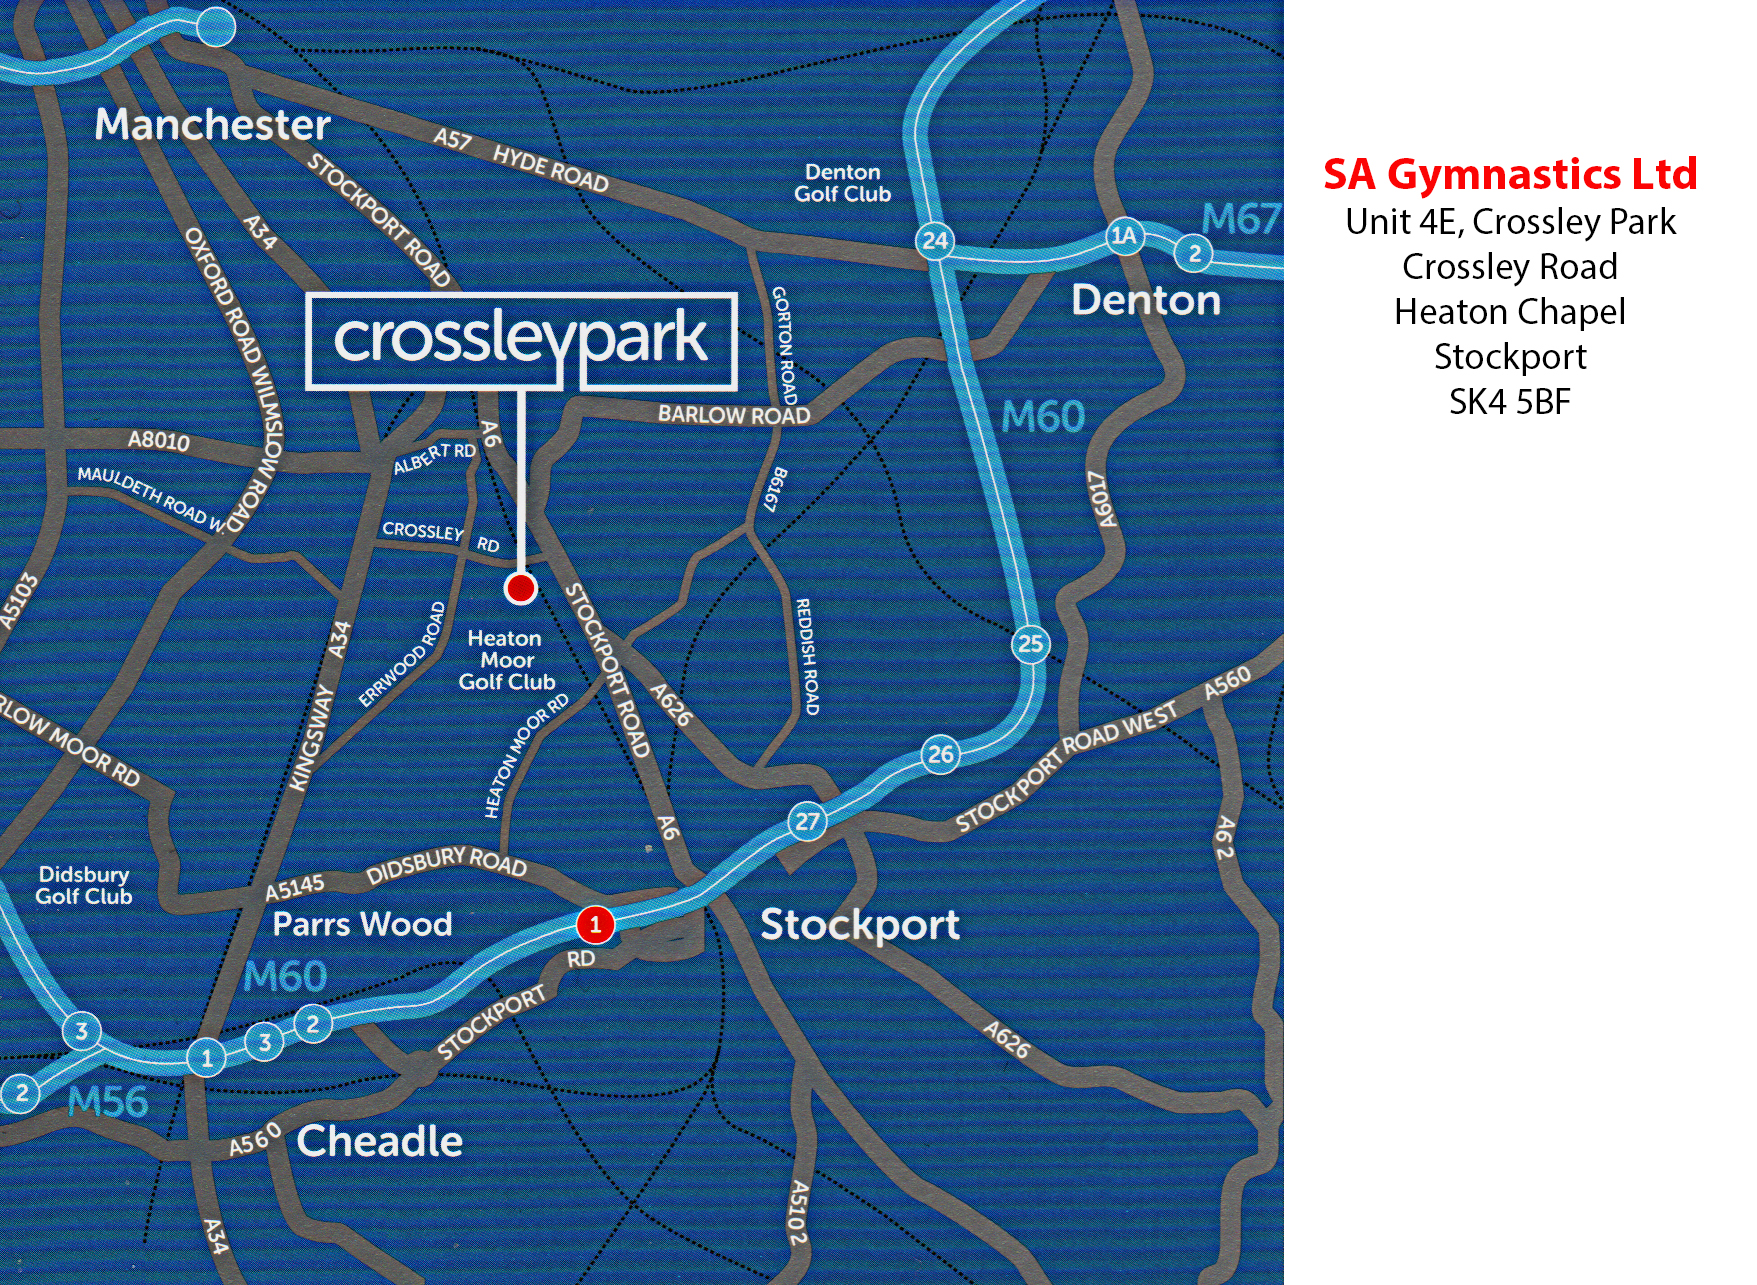 Manchester
A57 HYDE ROAD
STOCKPORT ROAD
A34
OXFORD ROAD WILMSLOW ROAD
Denton
Golf Club
M67
24
1A
2
Denton
crossleypark
GORTON ROAD
BARLOW ROAD
M60
A8010
A6
ALBERT RD
MAULDETH ROAD W.
B6167
A6017
CROSSLEY RD
A5103
STOCKPORT ROAD
REDDISH ROAD
A34
ERRWOOD ROAD
Heaton
Moor
Golf Club
25
A626
A560
KINGSWAY
HEATON MOOR RD
RLOW MOOR RD
STOCKPORT ROAD WEST
26
27
A6
A62
Didsbury
Golf Club
A5145
DIDSBURY ROAD
Parrs Wood
1
Stockport
RD
M60
STOCKPORT
3
1
3
2
A626
2
M56
A560
Cheadle
A5102
A34
SA Gymnastics Ltd
Unit 4E, Crossley Park
Crossley Road
Heaton Chapel
Stockport
SK4 5BF